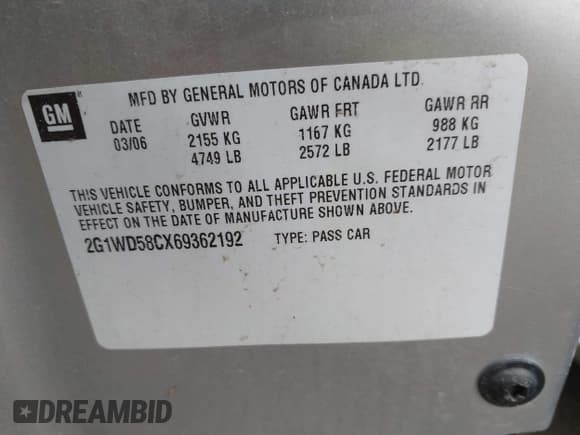 GM
MFD BY GENERAL MOTORS OF CANADA LTD.
DATE GVWR GAWR FRT GAWR RR
03/06 2155 KG 1167 KG 988 KG
4749 LB 2572 LB 2177 LB
THIS VEHICLE CONFORMS TO ALL APPLICABLE U.S. FEDERAL MOTOR
VEHICLE SAFETY, BUMPER, AND THEFT PREVENTION STANDARDS IN
EFFECT ON THE DATE OF MANUFACTURE SHOWN ABOVE.
2G1WD58CX69362192 TYPE: PASS CAR
DREAMBID